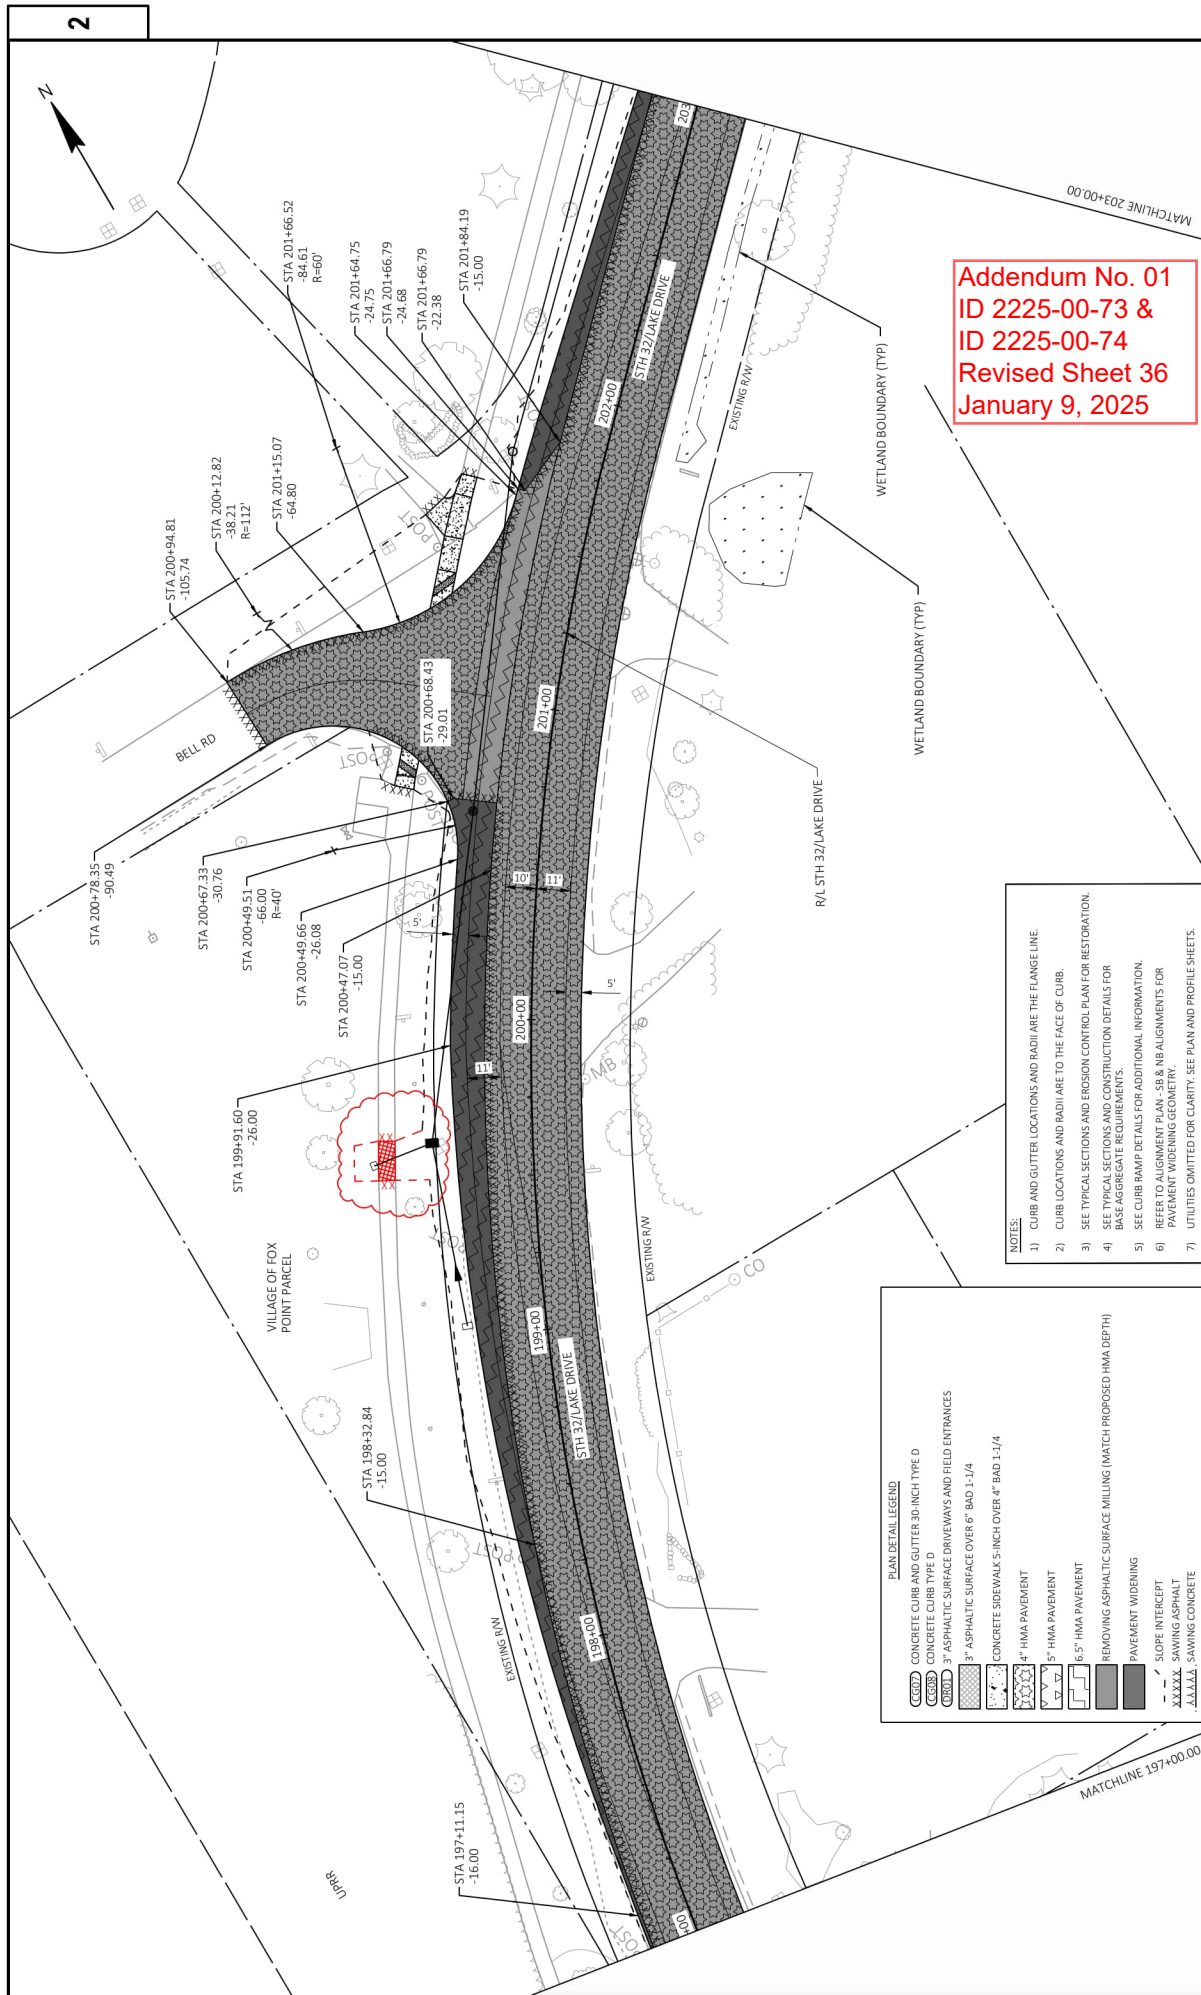 2
N
MATCHLINE 203+00.00
Addendum No. 01
ID 2225-00-73 &
ID 2225-00-74
Revised Sheet 36
January 9, 2025
STA 201+66.52
-84.61
R=60'
STA 201+64.75
-24.75
STA 201+66.79
-24.68
STA 201+66.79
-22.38
STA 201+84.19
-15.00
STA 200+94.81
-105.74
STA 200+12.82
-38.21
R=112'
STA 201+15.07
-64.80
STA 200+68.43
-29.01
BELL RD
STA 200+78.35
-90.49
STA 200+67.33
-30.76
STA 200+49.51
-66.00
R=40'
STA 200+49.66
-26.08
STA 200+47.07
-15.00
STA 199+91.60
-26.00
STA 198+32.84
-15.00
STA 197+11.15
-16.00
203
STH 32/LAKE DRIVE
202+00
201+00
200+00
199+00
STH 32/LAKE DRIVE
198+00
+00
10'
11'
5'
5'
11'
EXISTING R/W
EXISTING R/W
EXISTING R/W
WETLAND BOUNDARY (TYP)
WETLAND BOUNDARY (TYP)
R/L STH 32/LAKE DRIVE
VILLAGE OF FOX
POINT PARCEL
UPRR
POST
POST
POST
POST
POST
MB
CO
MATCHLINE 197+00.00
NOTES:
1) CURB AND GUTTER LOCATIONS AND RADII ARE THE FLANGE LINE.
2) CURB LOCATIONS AND RADII ARE TO THE FACE OF CURB.
3) SEE TYPICAL SECTIONS AND EROSION CONTROL PLAN FOR RESTORATION.
4) SEE TYPICAL SECTIONS AND CONSTRUCTION DETAILS FOR
BASE AGGREGATE REQUIREMENTS.
5) SEE CURB RAMP DETAILS FOR ADDITIONAL INFORMATION.
6) REFER TO ALIGNMENT PLAN - SB & NB ALIGNMENTS FOR
PAVEMENT WIDENING GEOMETRY.
7) UTILITIES OMITTED FOR CLARITY. SEE PLAN AND PROFILE SHEETS.
PLAN DETAIL LEGEND
CG07 CONCRETE CURB AND GUTTER 30-INCH TYPE D
CG08 CONCRETE CURB TYPE D
DR01 3" ASPHALTIC SURFACE DRIVEWAYS AND FIELD ENTRANCES
3" ASPHALTIC SURFACE OVER 6" BAD 1-1/4
CONCRETE SIDEWALK 5-INCH OVER 4" BAD 1-1/4
4" HMA PAVEMENT
5" HMA PAVEMENT
6.5" HMA PAVEMENT
REMOVING ASPHALTIC SURFACE MILLING (MATCH PROPOSED HMA DEPTH)
PAVEMENT WIDENING
SLOPE INTERCEPT
SAWING ASPHALT
SAWING CONCRETE